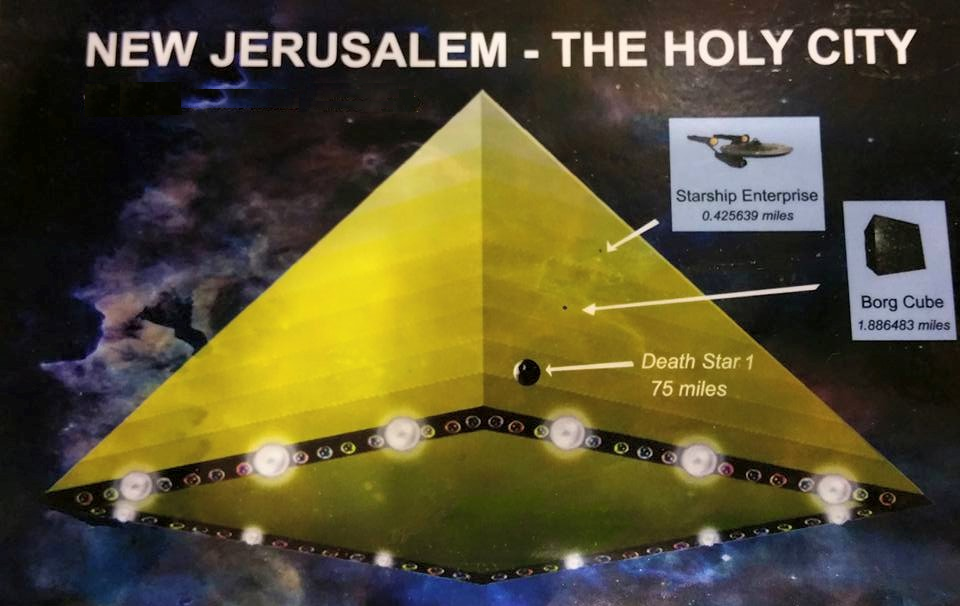 NEW JERUSALEM - THE HOLY CITY
Starship Enterprise
0.425639 miles
Borg Cube
1.886483 miles
Death Star 1
75 miles